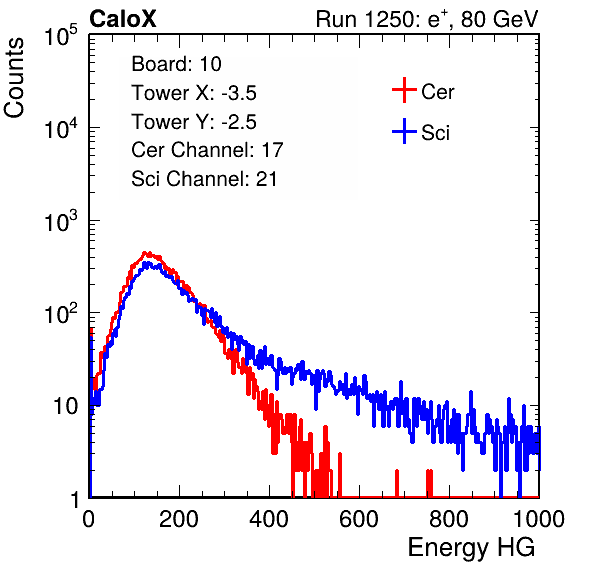 CaloX Run 1250: e+, 80 GeV
Board: 10
Tower X: -3.5
Tower Y: -2.5
Cer Channel: 17
Sci Channel: 21
Cer
Sci
Counts
10^5
10^4
10^3
10^2
10
1
0 200 400 600 800 1000
Energy HG